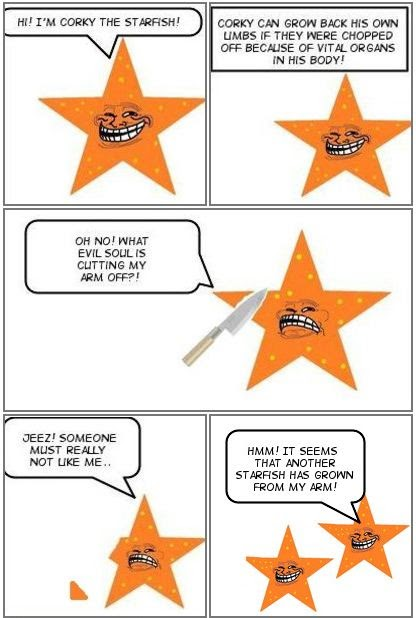 HI! I'M CORKY THE STARFISH!
CORKY CAN GROW BACK HIS OWN
LIMBS IF THEY WERE CHOPPED
OFF BECAUSE OF VITAL ORGANS
IN HIS BODY!
OH NO! WHAT
EVIL SOUL IS
CUTTING MY
ARM OFF?!
JEEZ! SOMEONE
MUST REALLY
NOT LIKE ME..
HMM! IT SEEMS
THAT ANOTHER
STARFISH HAS GROWN
FROM MY ARM!